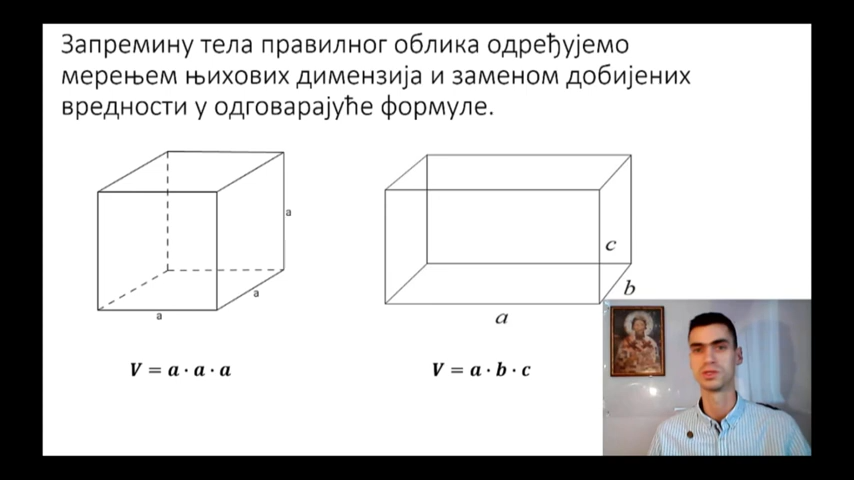 Запремину тела правилног облика одређујемо
мерењем њихових димензија и заменом добијених
вредности у одговарајуће формуле.
a
a
a
c
b
a
V = a · a · a
V = a · b · c